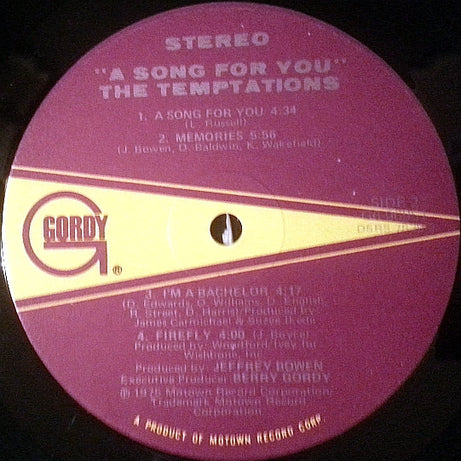 STEREO
"A SONG FOR YOU"
THE TEMPTATIONS
1. A SONG FOR YOU 4:34
(L. Russell)
2. MEMORIES 5:56
(J. Bowen, D. Baldwin, K. Wakefield)
SIDE 2
GORDY
G
®
3. I'M A BACHELOR 4:17
(D. Edwards, O. Williams, D. English,
R. Street, D. Harris) Produced by:
James Carmichael & Suzee Ikeda
4. FIREFLY 4:00 (J. Foster)
Produced by: Woodford/Ivey for
Wishbone, Inc
Produced by JEFFREY BOWEN
Executive Producer BERRY GORDY
℗ 1975 Motown Record Corporation
Trademark Motown Record
Corporation
A PRODUCT OF MOTOWN RECORD CORP.